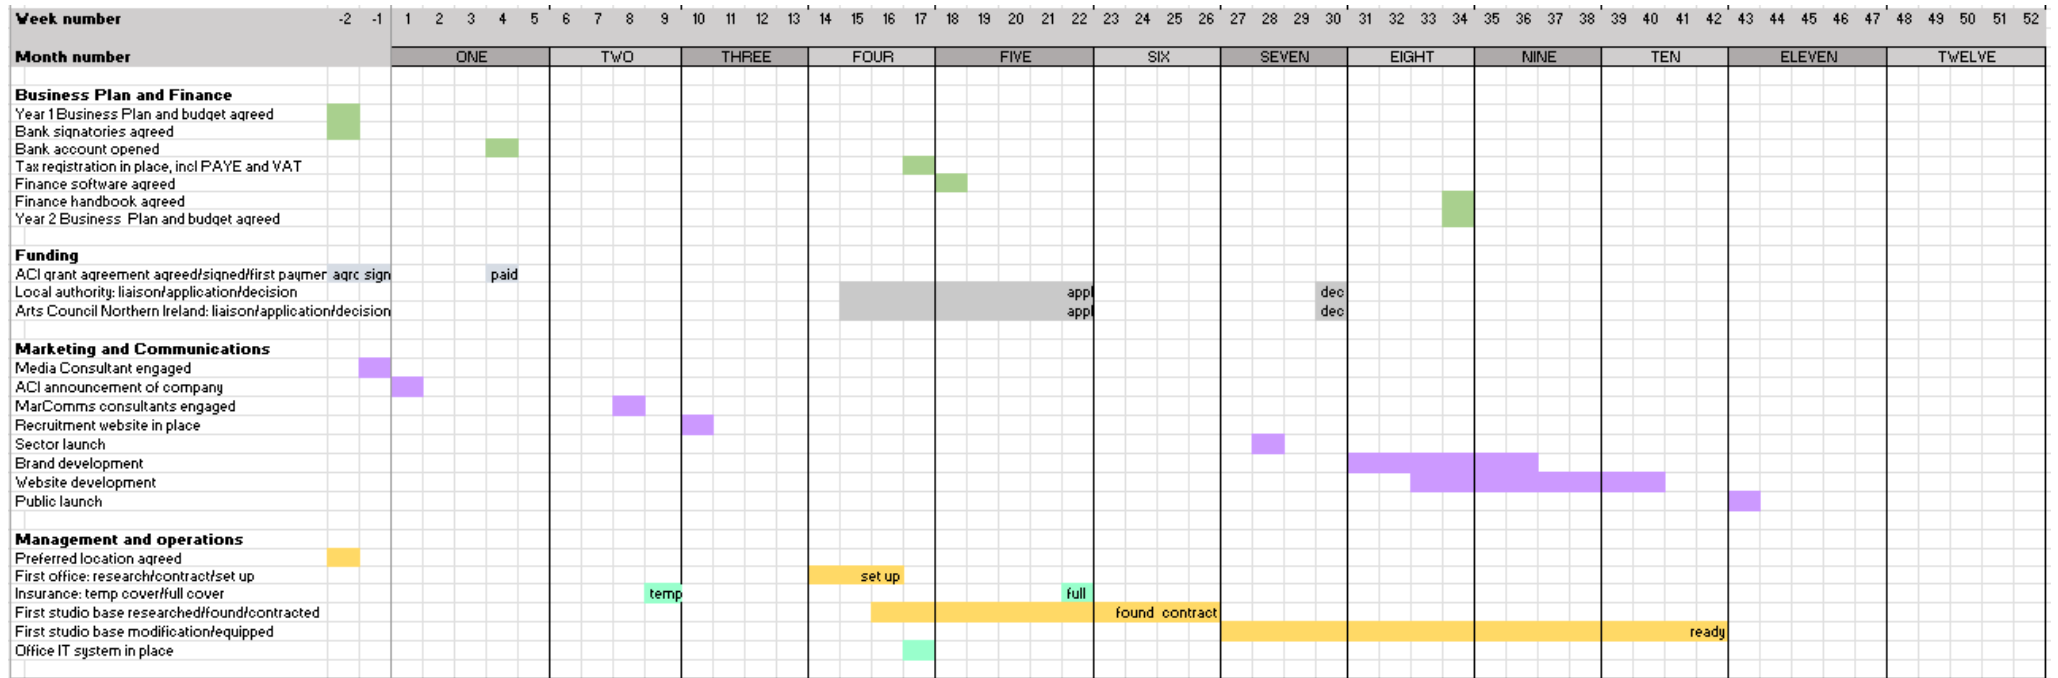 Week number -2 -1 1 2 3 4 5 6 7 8 9 10 11 12 13 14 15 16 17 18 19 20 21 22 23 24 25 26 27 28 29 30 31 32 33 34 35 36 37 38 39 40 41 42 43 44 45 46 47 48 49 50 51 52
Month number ONE TWO THREE FOUR FIVE SIX SEVEN EIGHT NINE TEN ELEVEN TWELVE
Business Plan and Finance
Year 1 Business Plan and budget agreed
Bank signatories agreed
Bank account opened
Tax registration in place, incl PAYE and VAT
Finance software agreed
Finance handbook agreed
Year 2 Business Plan and budget agreed
Funding
ACI grant agreement agreed/signed/first paymer agrc sign paid
Local authority: liaison/application/decision appl dec
Arts Council Northern Ireland: liaison/application/decision appl dec
Marketing and Communications
Media Consultant engaged
ACI announcement of company
MarComms consultants engaged
Recruitment website in place
Sector launch
Brand development
Website development
Public launch
Management and operations
Preferred location agreed
First office: research/contract/set up set up
Insurance: temp cover/full cover temp full
First studio base researched/found/contracted found contract
First studio base modification/equipped ready
Office IT system in place